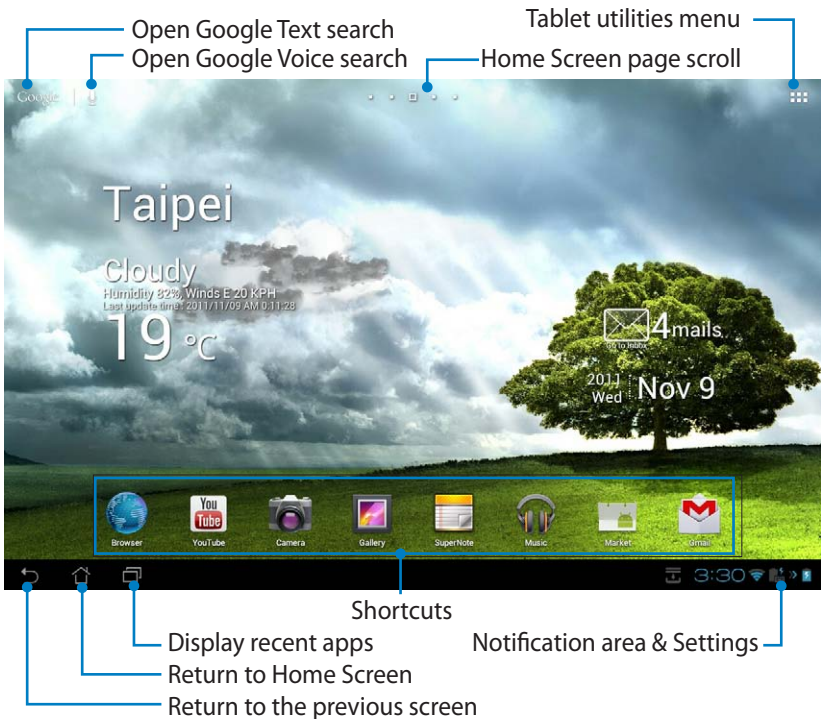 Open Google Text search
Open Google Voice search
Tablet utilities menu
Home Screen page scroll
Google
Taipei
Cloudy
Humidity 82%, Winds E 20 KPH
Last update time: 2011/11/09 AM 0:11:28
19 °C
4mails
Go to Inbox
2011
Wed
Nov 9
You
Tube
Browser
YouTube
Camera
Gallery
SuperNote
Music
Market
Gmail
3:30
Shortcuts
Display recent apps
Notification area & Settings
Return to Home Screen
Return to the previous screen